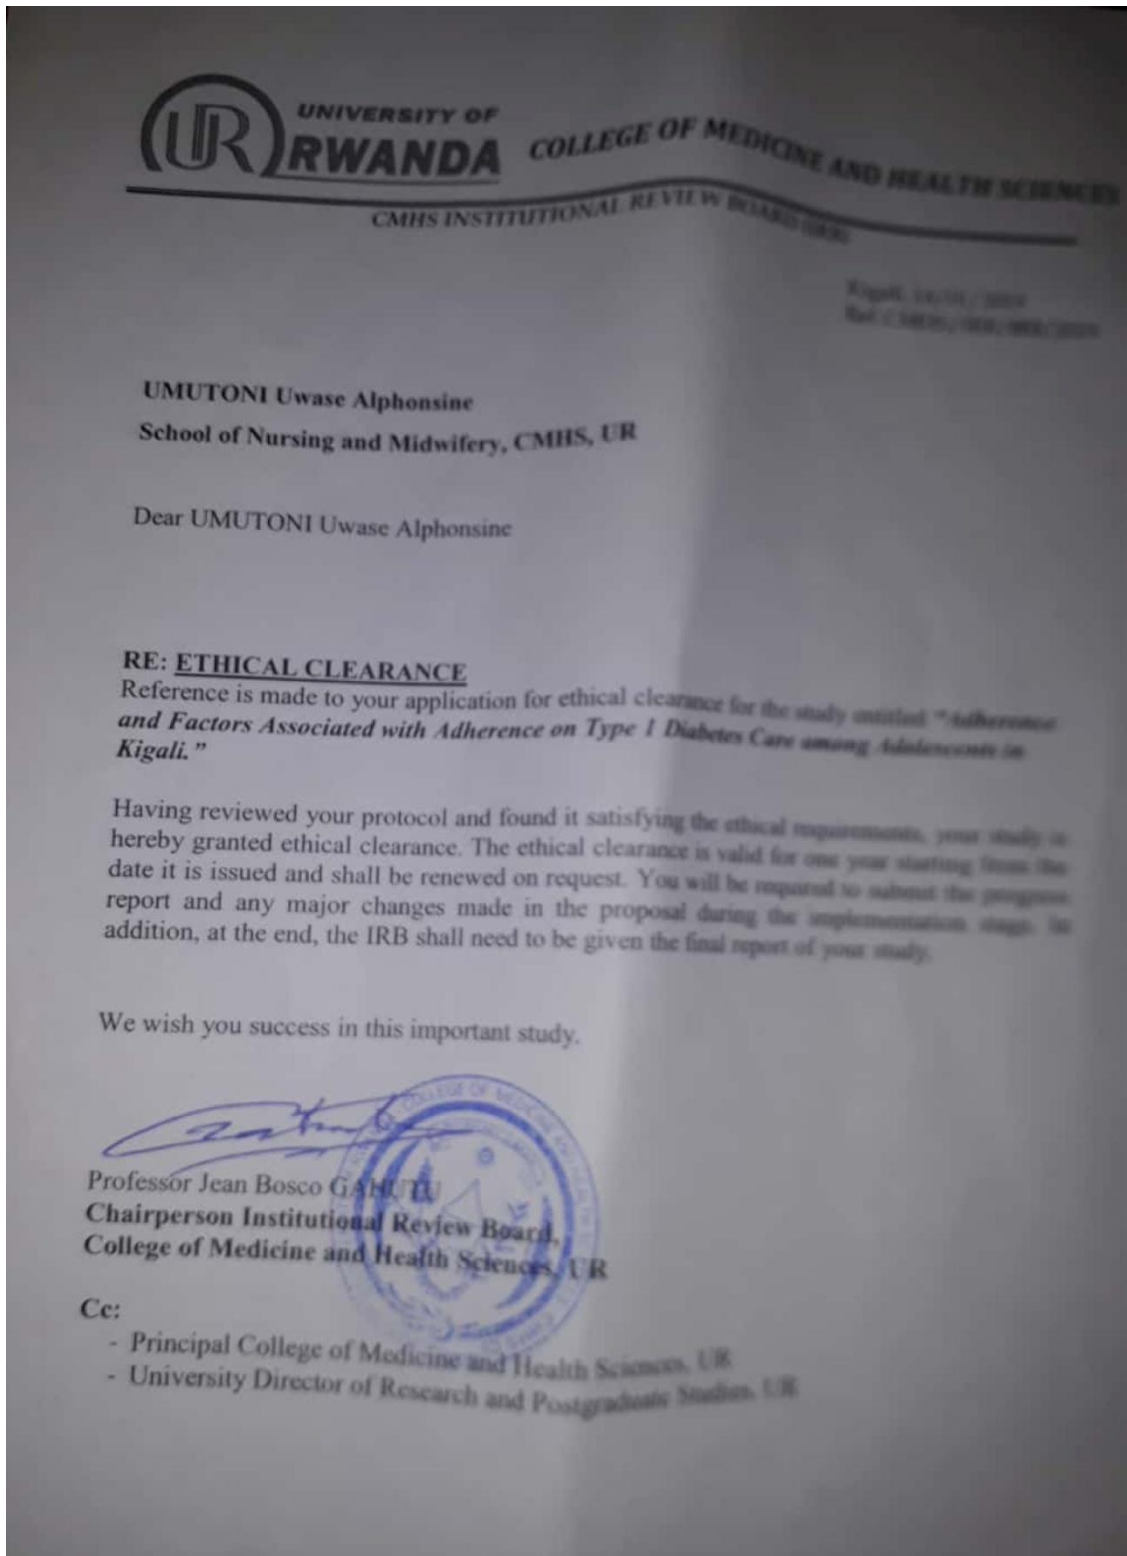 UR
UNIVERSITY OF
RWANDA
COLLEGE OF MEDICINE AND HEALTH SCIENCES
CMHS INSTITUTIONAL REVIEW BOARD (IRB)
Kigali,
UMUTONI Uwase Alphonsine
School of Nursing and Midwifery, CMHS, UR
Dear UMUTONI Uwase Alphonsine
RE: ETHICAL CLEARANCE
Reference is made to your application for ethical clearance for the study entitled "Adherence
and Factors Associated with Adherence on Type 1 Diabetes Care among Adolescents in
Kigali."
Having reviewed your protocol and found it satisfying the ethical requirements, your study is
hereby granted ethical clearance. The ethical clearance is valid for one year starting from the
date it is issued and shall be renewed on request. You will be required to submit the progress
report and any major changes made in the proposal during the implementation stage. In
addition, at the end, the IRB shall need to be given the final report of your study.
We wish you success in this important study.
Professor Jean Bosco GAHUTU
Chairperson Institutional Review Board,
College of Medicine and Health Sciences, UR
COLLEGE OF MEDICINE AND HEALTH
Cc:
- Principal College of Medicine and Health Sciences, UR
- University Director of Research and Postgraduate Studies, UR